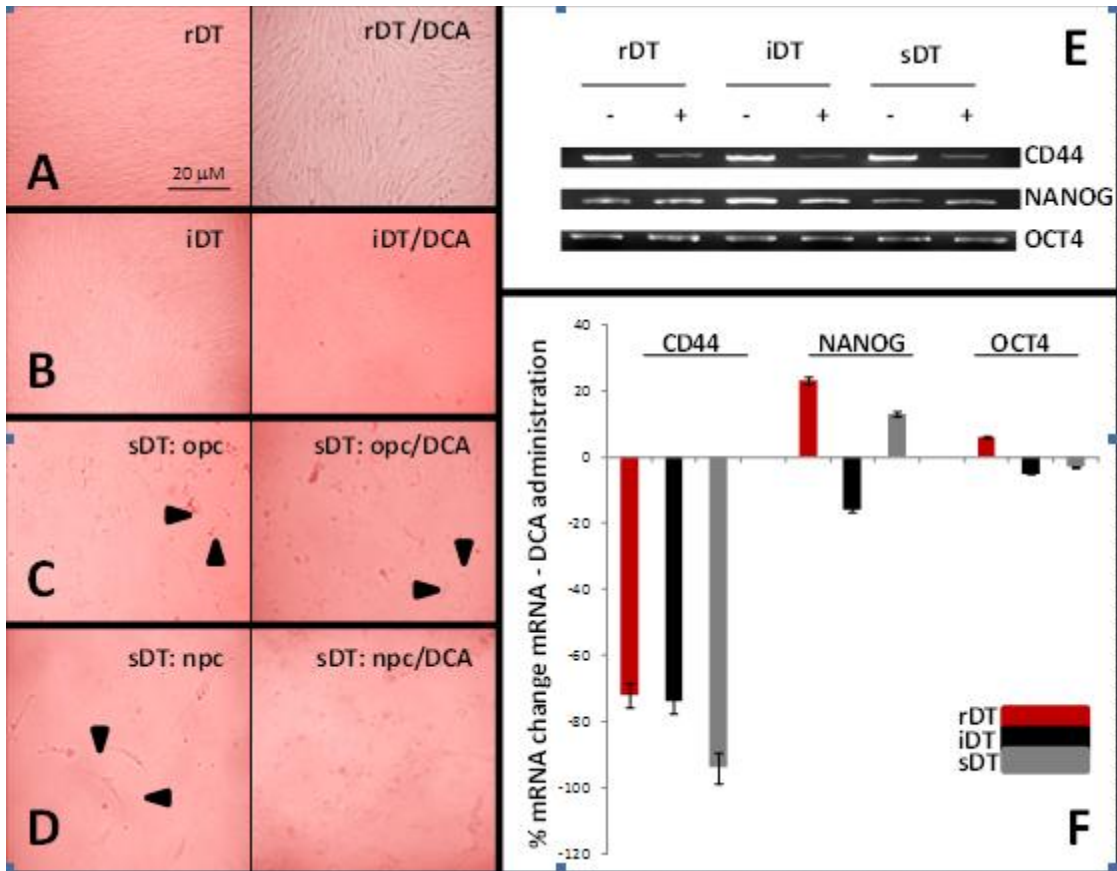 rDT
rDT/DCA
A
20 µM
iDT
iDT/DCA
B
sDT: opc
sDT: opc/DCA
C
sDT: npc
sDT: npc/DCA
D
E
rDT iDT sDT
- + - + - +
CD44
NANOG
OCT4
% mRNA change mRNA - DCA administration
40
20
0
-20
-40
-60
-80
-100
-120
CD44 NANOG OCT4
rDT
iDT
sDT
F